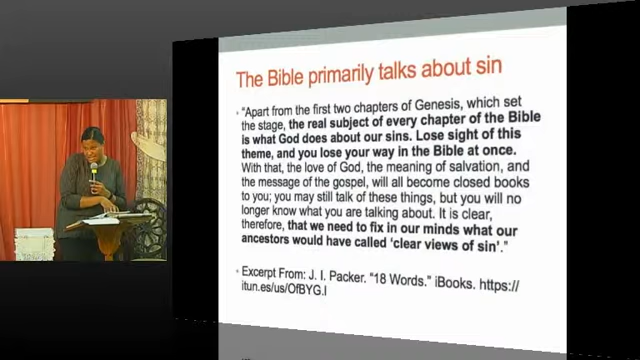 The Bible primarily talks about sin
• "Apart from the first two chapters of Genesis, which set
the stage, the real subject of every chapter of the Bible
is what God does about our sins. Lose sight of this
theme, and you lose your way in the Bible at once.
With that, the love of God, the meaning of salvation, and
the message of the gospel, will all become closed books
to you; you may still talk of these things, but you will no
longer know what you are talking about. It is clear,
therefore, that we need to fix in our minds what our
ancestors would have called 'clear views of sin'."
• Excerpt From: J. I. Packer. "18 Words." iBooks. https://
itun.es/us/OfBYG.l